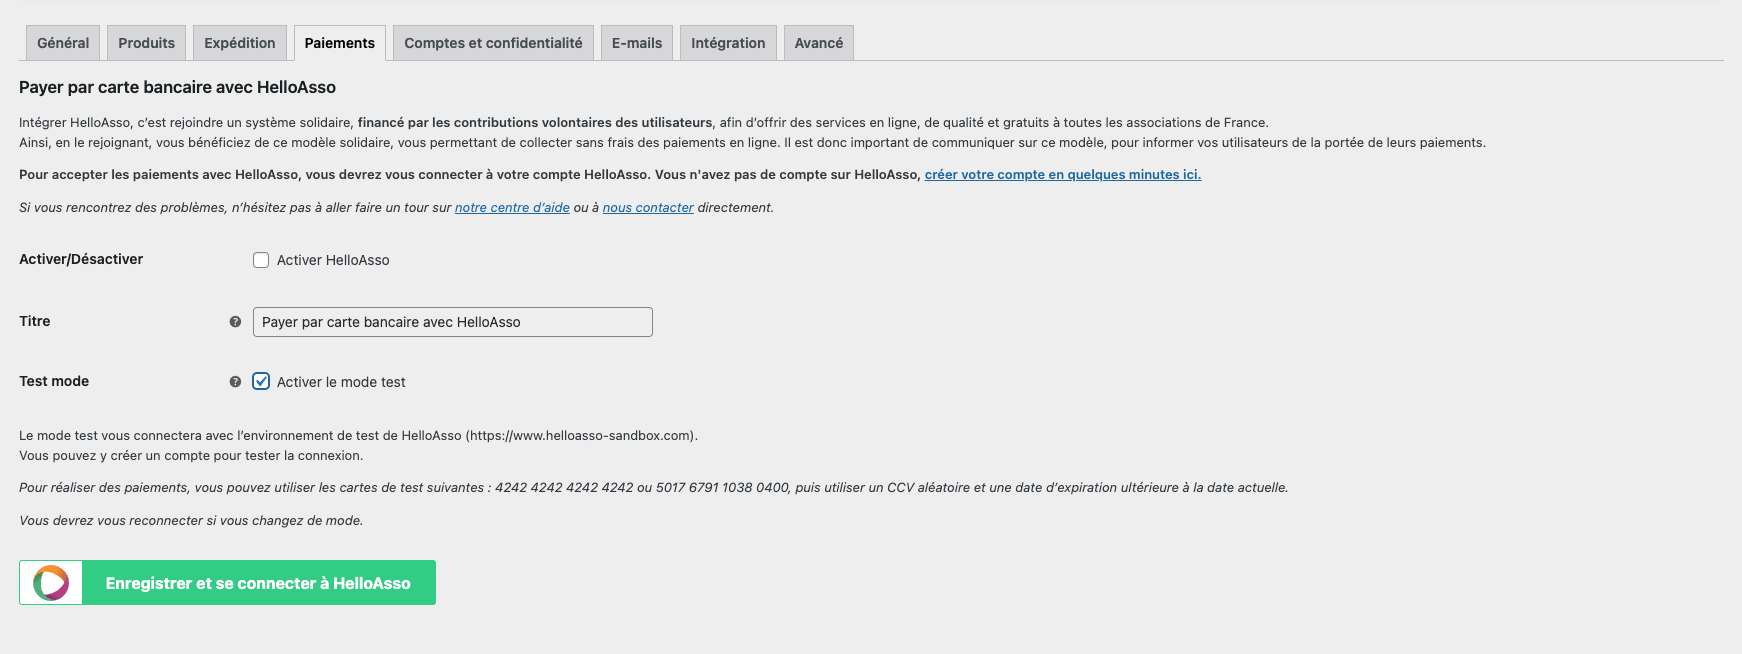 Général Produits Expédition Paiements Comptes et confidentialité E-mails Intégration Avancé
Payer par carte bancaire avec HelloAsso
Intégrer HelloAsso, c’est rejoindre un système solidaire, financé par les contributions volontaires des utilisateurs, afin d’offrir des services en ligne, de qualité et gratuits à toutes les associations de France.
Ainsi, en le rejoignant, vous bénéficiez de ce modèle solidaire, vous permettant de collecter sans frais des paiements en ligne. Il est donc important de communiquer sur ce modèle, pour informer vos utilisateurs de la portée de leurs paiements.
Pour accepter les paiements avec HelloAsso, vous devrez vous connecter à votre compte HelloAsso. Vous n'avez pas de compte sur HelloAsso, créer votre compte en quelques minutes ici.
Si vous rencontrez des problèmes, n’hésitez pas à aller faire un tour sur notre centre d’aide ou à nous contacter directement.
Activer/Désactiver Activer HelloAsso
Titre ? Payer par carte bancaire avec HelloAsso
Test mode ? Activer le mode test
Le mode test vous connectera avec l’environnement de test de HelloAsso (https://www.helloasso-sandbox.com).
Vous pouvez y créer un compte pour tester la connexion.
Pour réaliser des paiements, vous pouvez utiliser les cartes de test suivantes : 4242 4242 4242 4242 ou 5017 6791 1038 0400, puis utiliser un CCV aléatoire et une date d’expiration ultérieure à la date actuelle.
Vous devrez vous reconnecter si vous changez de mode.
Enregistrer et se connecter à HelloAsso